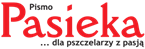 Pismo
Pasieka
... dla pszczelarzy z pasją